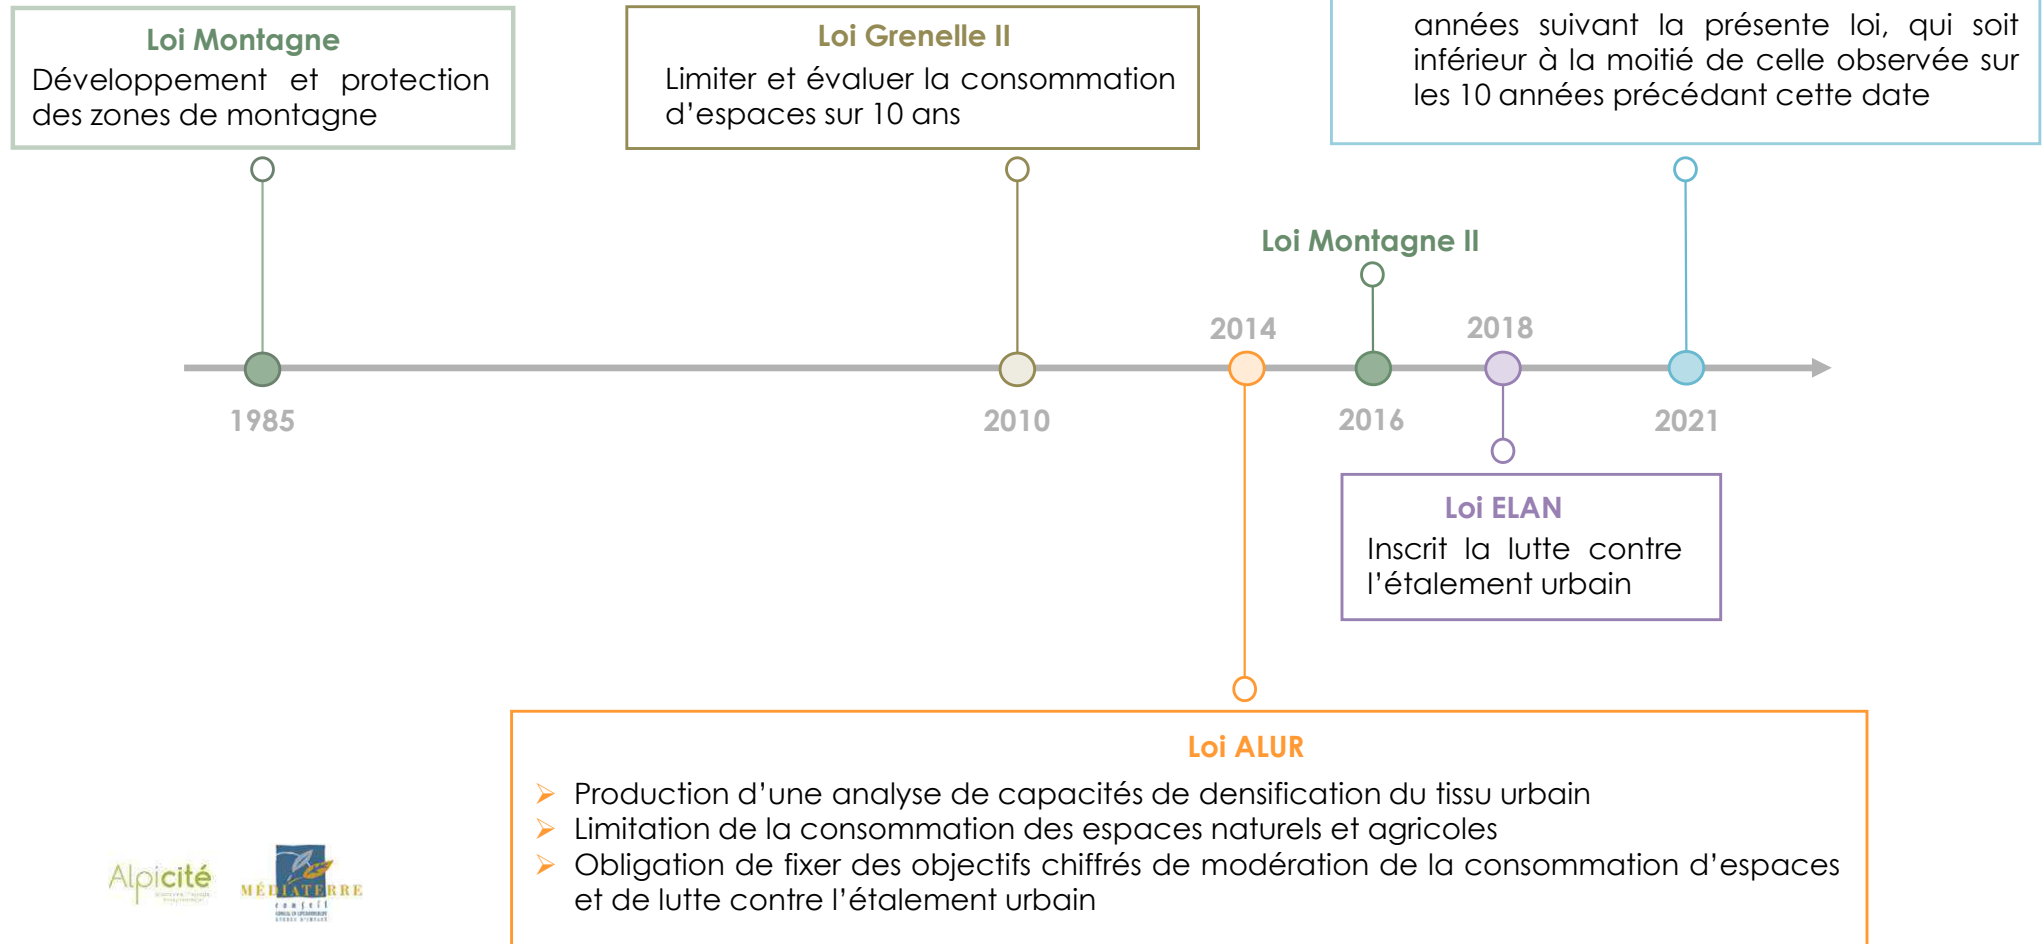 Loi Montagne
Développement et protection
des zones de montagne
Loi Grenelle II
Limiter et évaluer la consommation
d’espaces sur 10 ans
années suivant la présente loi, qui soit
inférieur à la moitié de celle observée sur
les 10 années précédant cette date
Loi Montagne II
2014
2018
1985
2010
2016
2021
Loi ELAN
Inscrit la lutte contre
l’étalement urbain
Loi ALUR
➢ Production d’une analyse de capacités de densification du tissu urbain
➢ Limitation de la consommation des espaces naturels et agricoles
➢ Obligation de fixer des objectifs chiffrés de modération de la consommation d’espaces
et de lutte contre l’étalement urbain
Alpicité
MÉDIATERRE
conseil